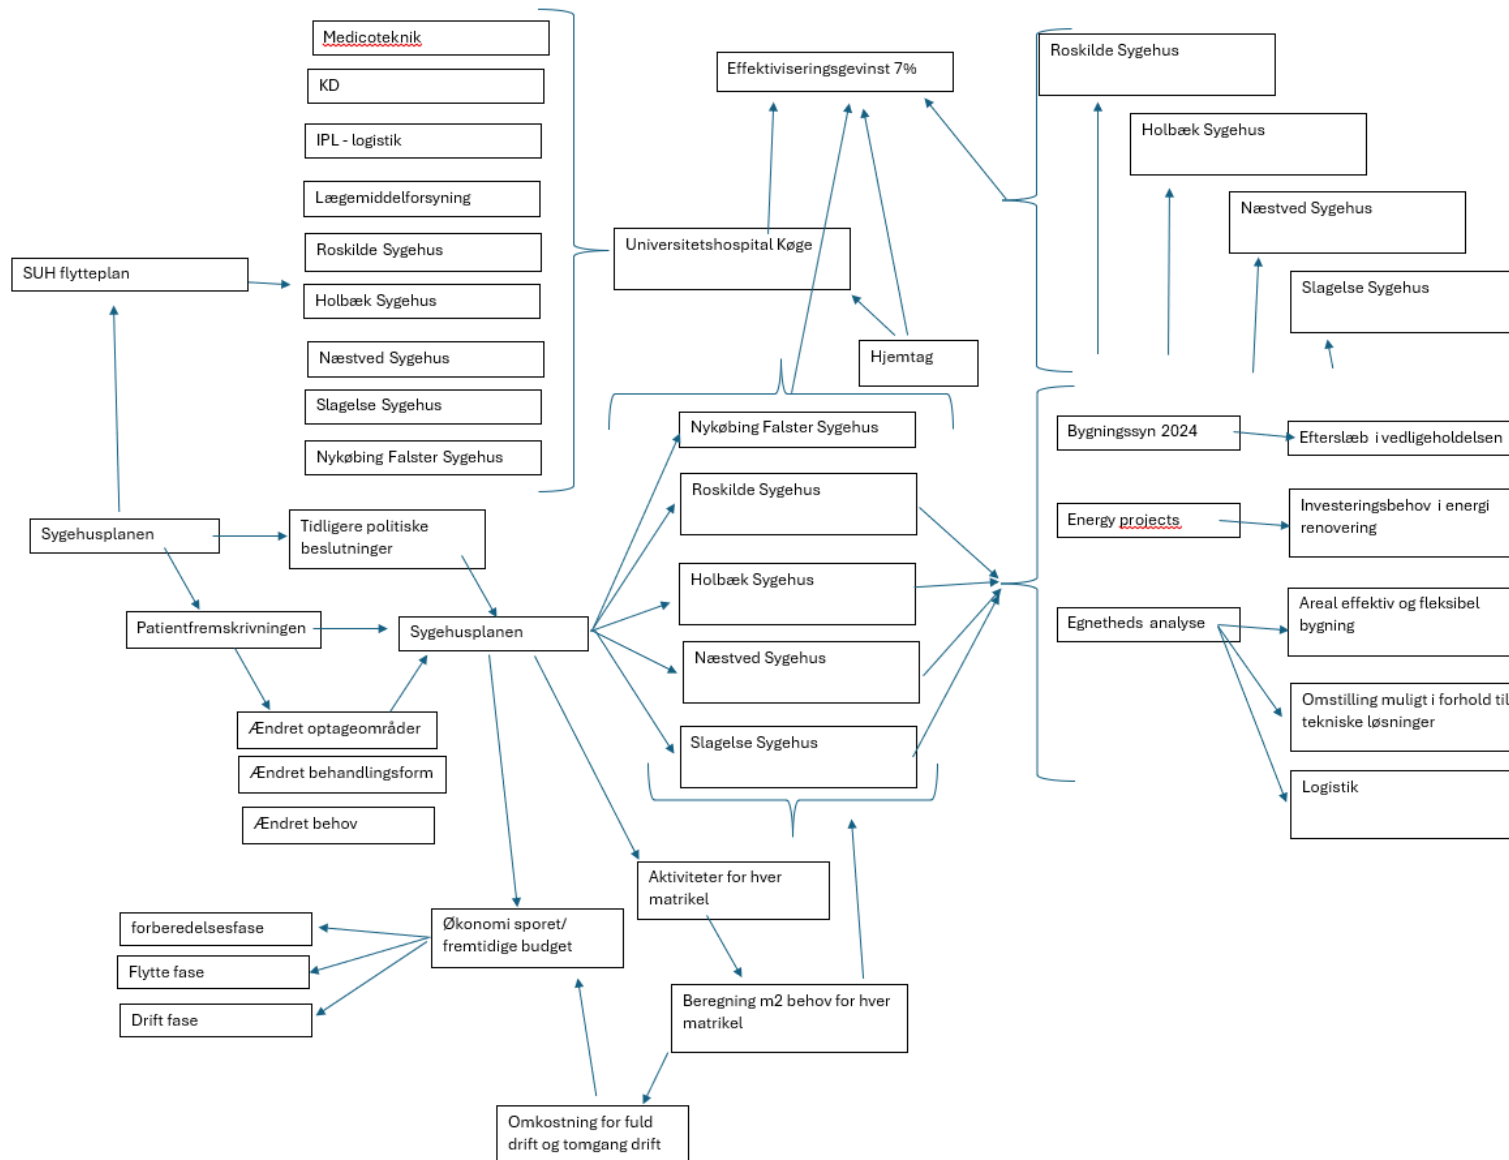 Medicoteknik
KD
IPL - logistik
Lægemiddelforsyning
Roskilde Sygehus
Holbæk Sygehus
Næstved Sygehus
Slagelse Sygehus
Nykøbing Falster Sygehus
SUH flytteplan
Effektiviseringsgevinst 7%
Universitetshospital Køge
Hjemtag
Roskilde Sygehus
Holbæk Sygehus
Næstved Sygehus
Slagelse Sygehus
Sygehusplanen
Tidligere politiske
beslutninger
Patientfremskrivningen
Sygehusplanen
Ændret optageområder
Ændret behandlingsform
Ændret behov
Nykøbing Falster Sygehus
Roskilde Sygehus
Holbæk Sygehus
Næstved Sygehus
Slagelse Sygehus
Bygningssyn 2024
Efterslæb i vedligeholdelsen
Energy projects
Investeringsbehov i energi
renovering
Egnetheds analyse
Areal effektiv og fleksibel
bygning
Omstilling muligt i forhold til
tekniske løsninger
Logistik
Aktiviteter for hver
matrikel
Økonomi sporet/
fremtidige budget
forberedelsesfase
Flytte fase
Drift fase
Beregning m2 behov for hver
matrikel
Omkostning for fuld
drift og tomgang drift